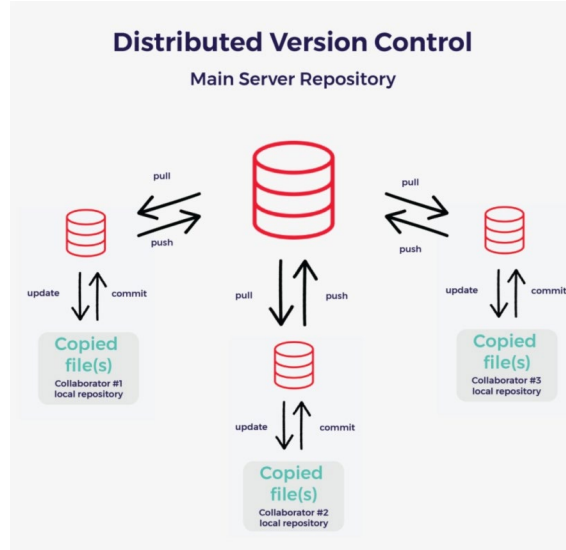 Distributed Version Control
Main Server Repository
pull
push
pull
push
pull
push
update
commit
Copied
file(s)
Collaborator #1
local repository
update
commit
Copied
file(s)
Collaborator #2
local repository
update
commit
Copied
file(s)
Collaborator #3
local repository